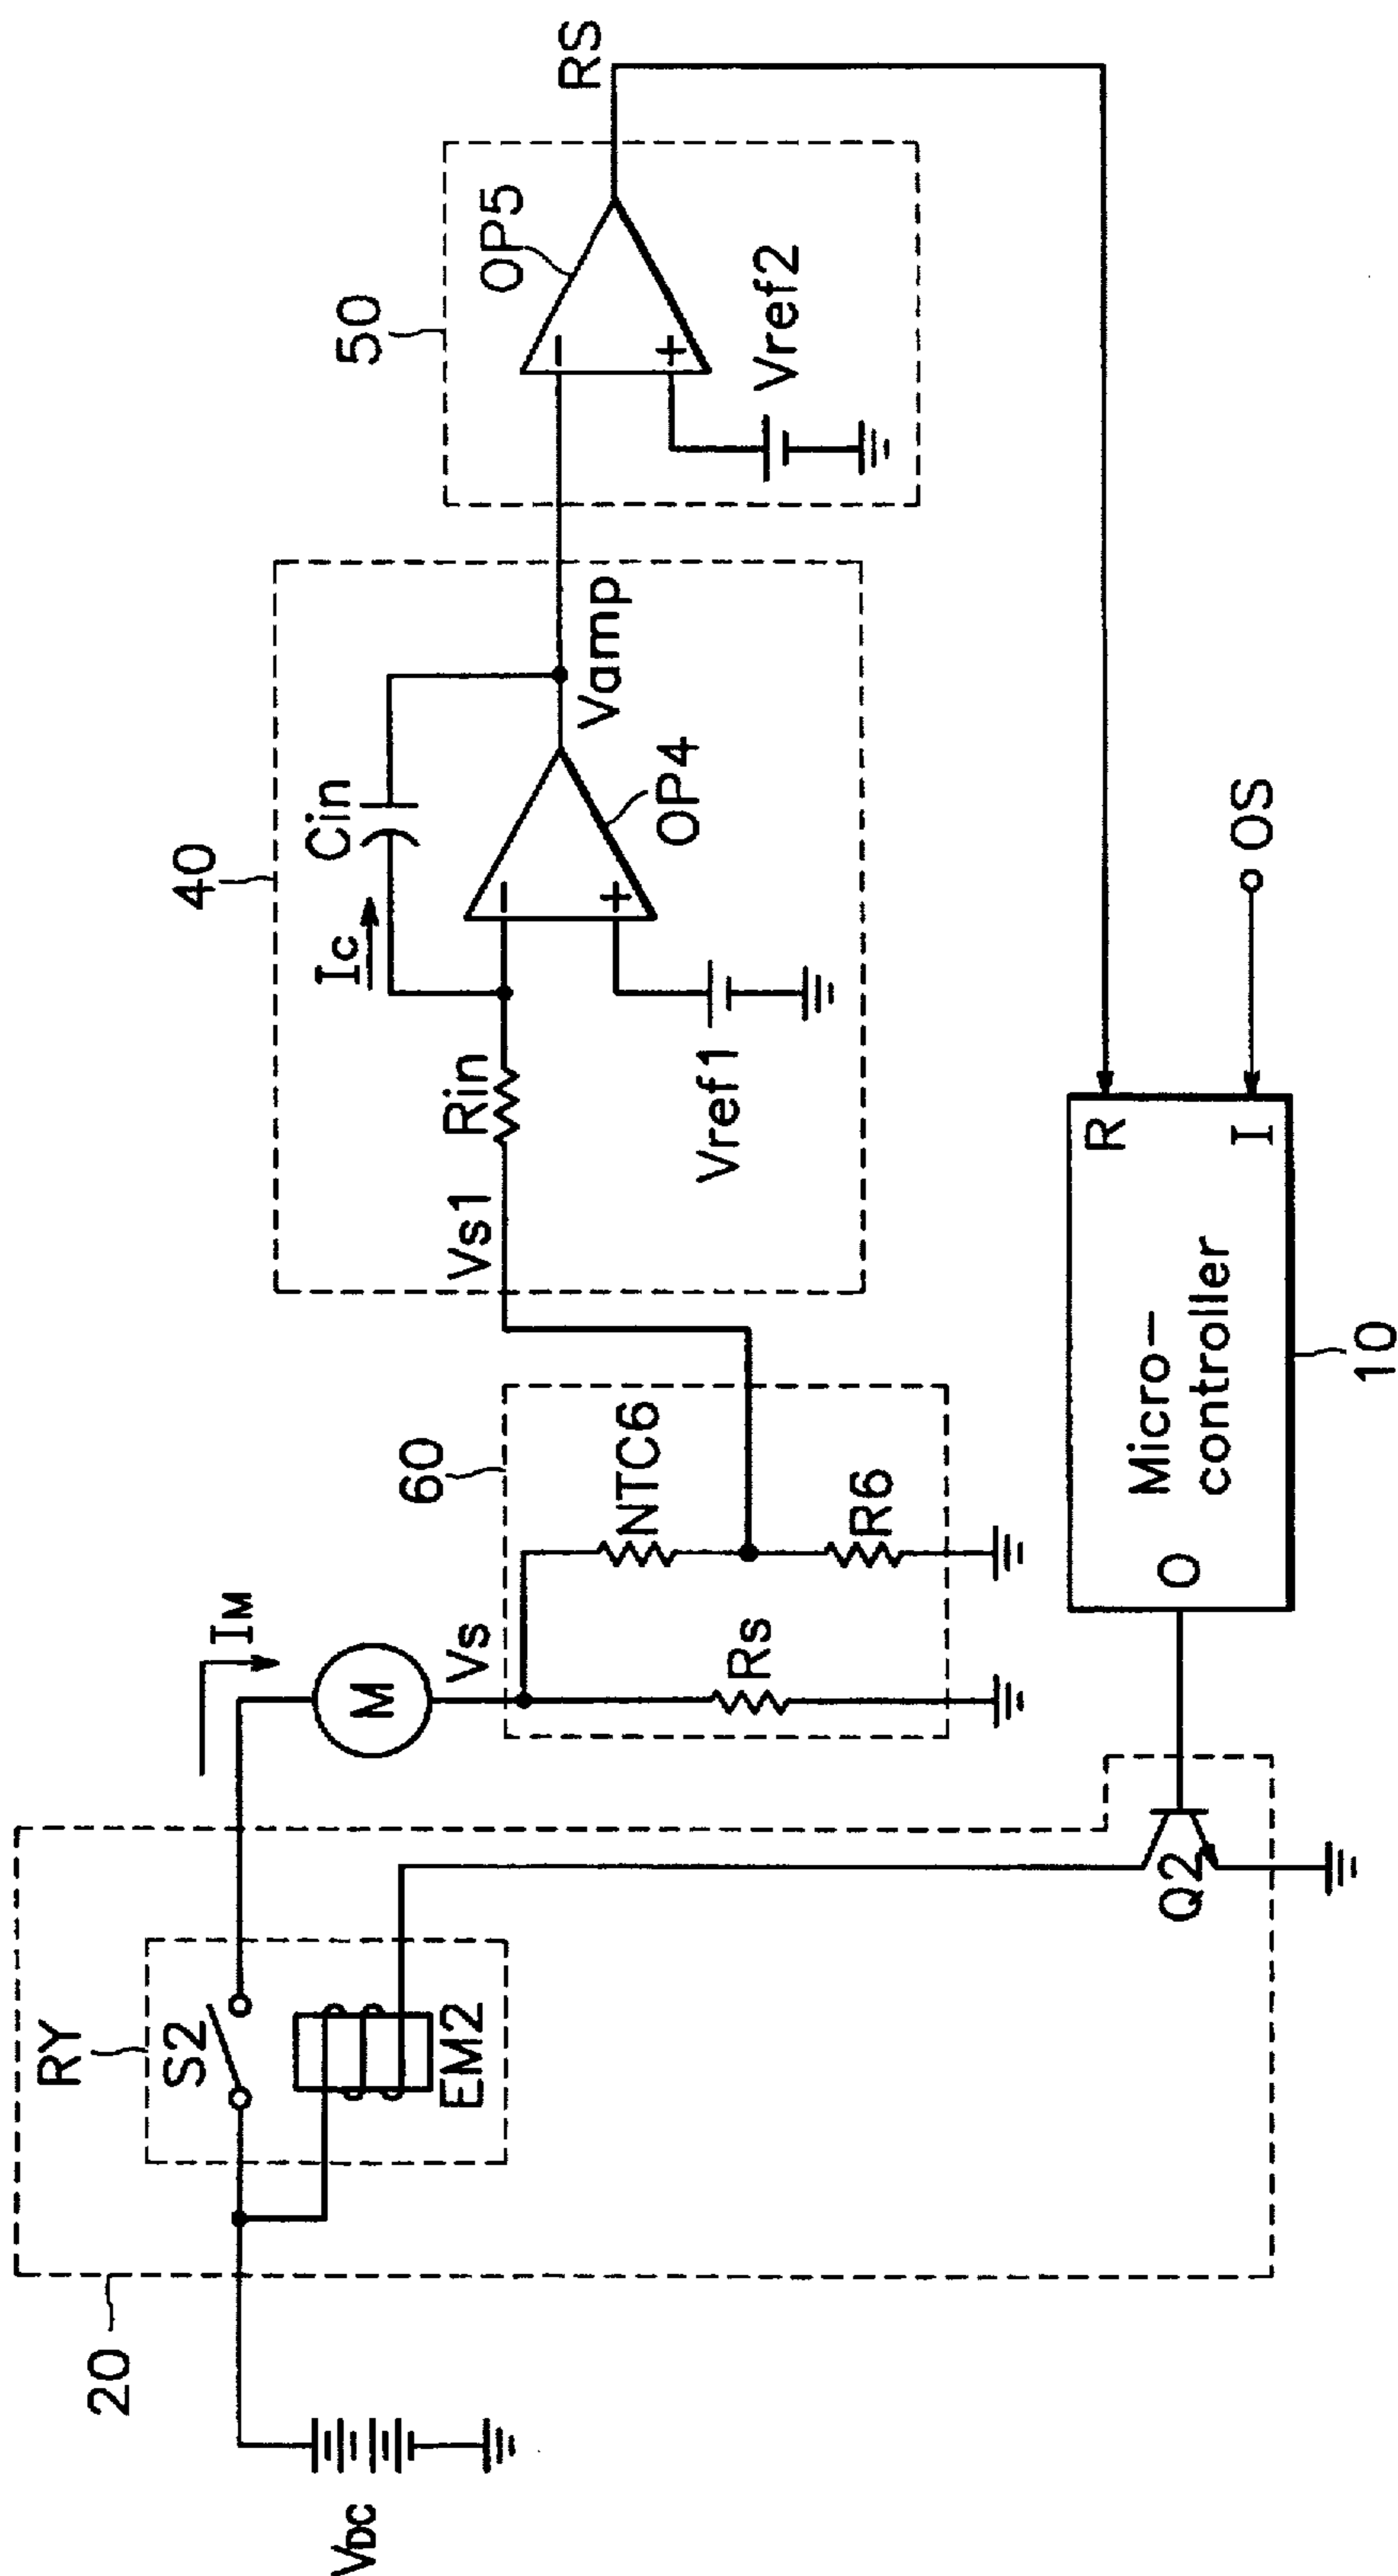 VDC
20
RY
S2
EM2
Q2
IM
M
Vs
Rs
60
NTC6
R6
40
Vs1
Rin
Ic
Cin
−
+
OP4
Vref1
Vamp
50
OP5
−
+
Vref2
RS
O
Micro-
controller
R
I
10
OS